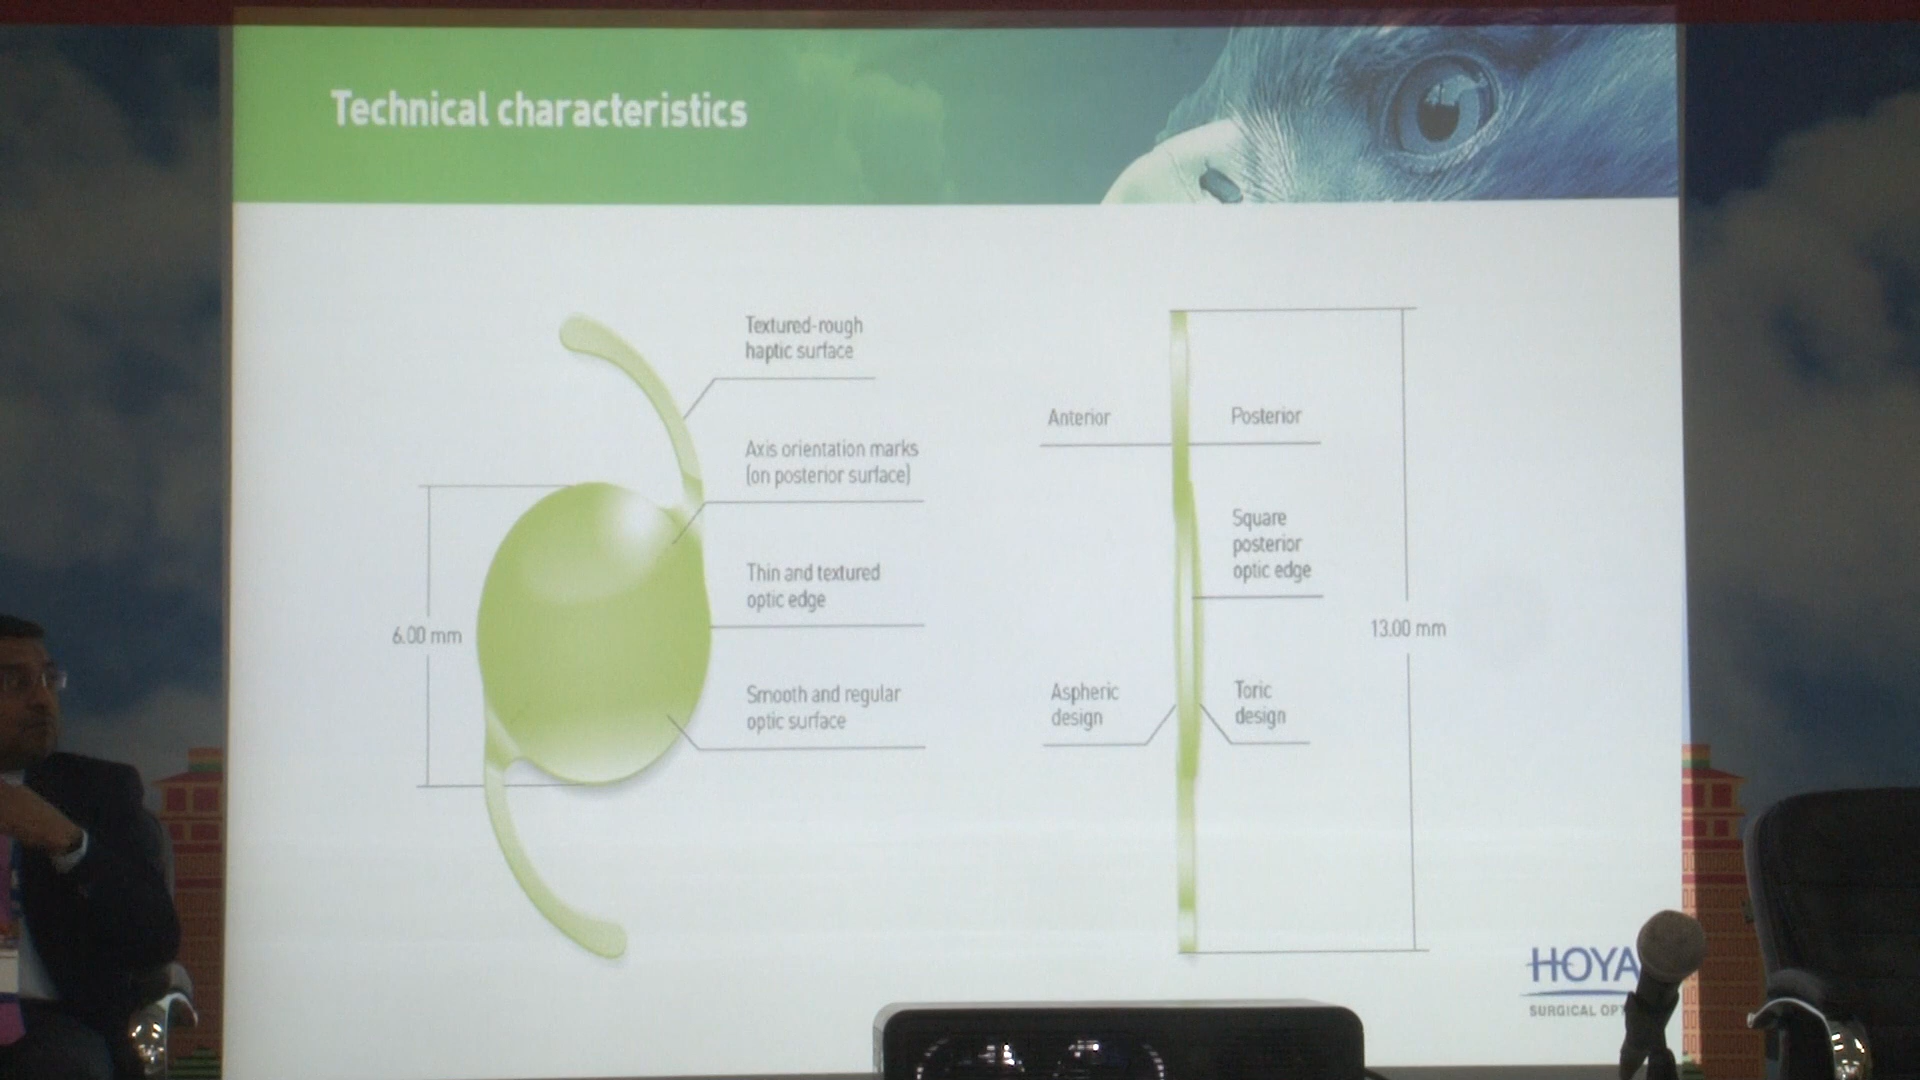 Technical characteristics
Textured-rough
haptic surface
Axis orientation marks
(on posterior surface)
Thin and textured
optic edge
Smooth and regular
optic surface
6.00 mm
Anterior
Posterior
Square
posterior
optic edge
Aspheric
design
Toric
design
13.00 mm
HOYA
SURGICAL